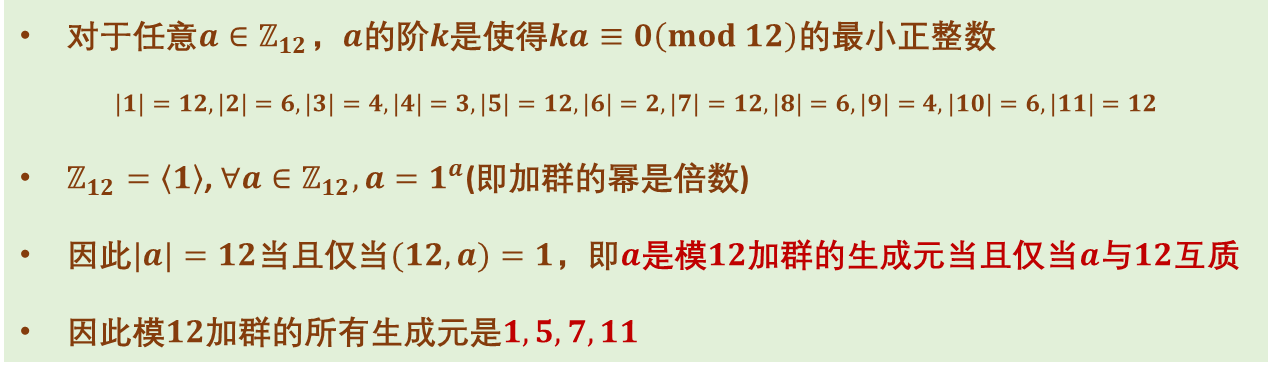 • 对于任意a ∈ ℤ₁₂，a的阶k是使得ka ≡ 0(mod 12)的最小正整数
|1| = 12, |2| = 6, |3| = 4, |4| = 3, |5| = 12, |6| = 2, |7| = 12, |8| = 6, |9| = 4, |10| = 6, |11| = 12
• ℤ₁₂ = ⟨1⟩, ∀a ∈ ℤ₁₂, a = 1ᵃ(即加群的幂是倍数)
• 因此|a| = 12当且仅当(12, a) = 1，即a是模12加群的生成元当且仅当a与12互质
• 因此模12加群的所有生成元是1, 5, 7, 11